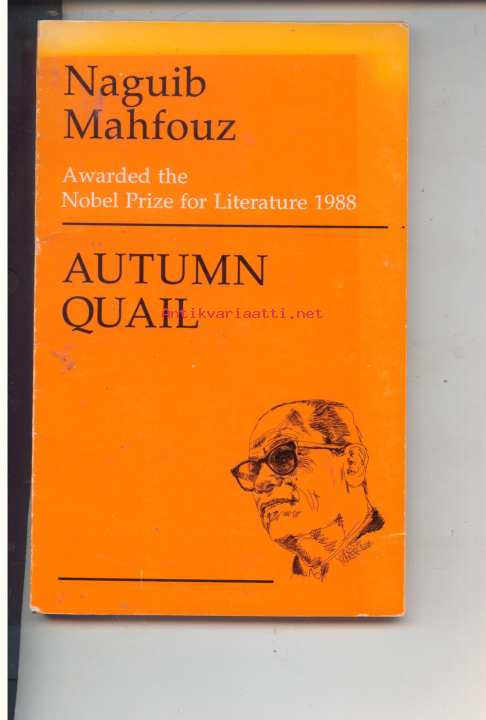 Naguib
Mahfouz
Awarded the
Nobel Prize for Literature 1988
AUTUMN
QUAIL
antikvariaatti.net